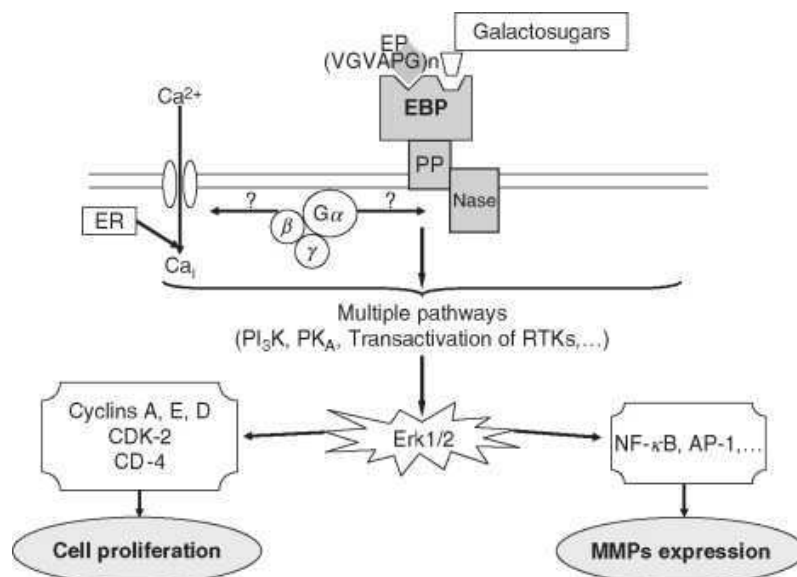 EP
(VGVAPG)n
Galactosugars
Ca²⁺
EBP
PP
Nase
?
?
Gα
β
γ
ER
Caᵢ
Multiple pathways
(PI₃K, PKₐ, Transactivation of RTKs,...)
Cyclins A, E, D
CDK-2
CD-4
Erk1/2
NF-κB, AP-1,...
Cell proliferation
MMPs expression